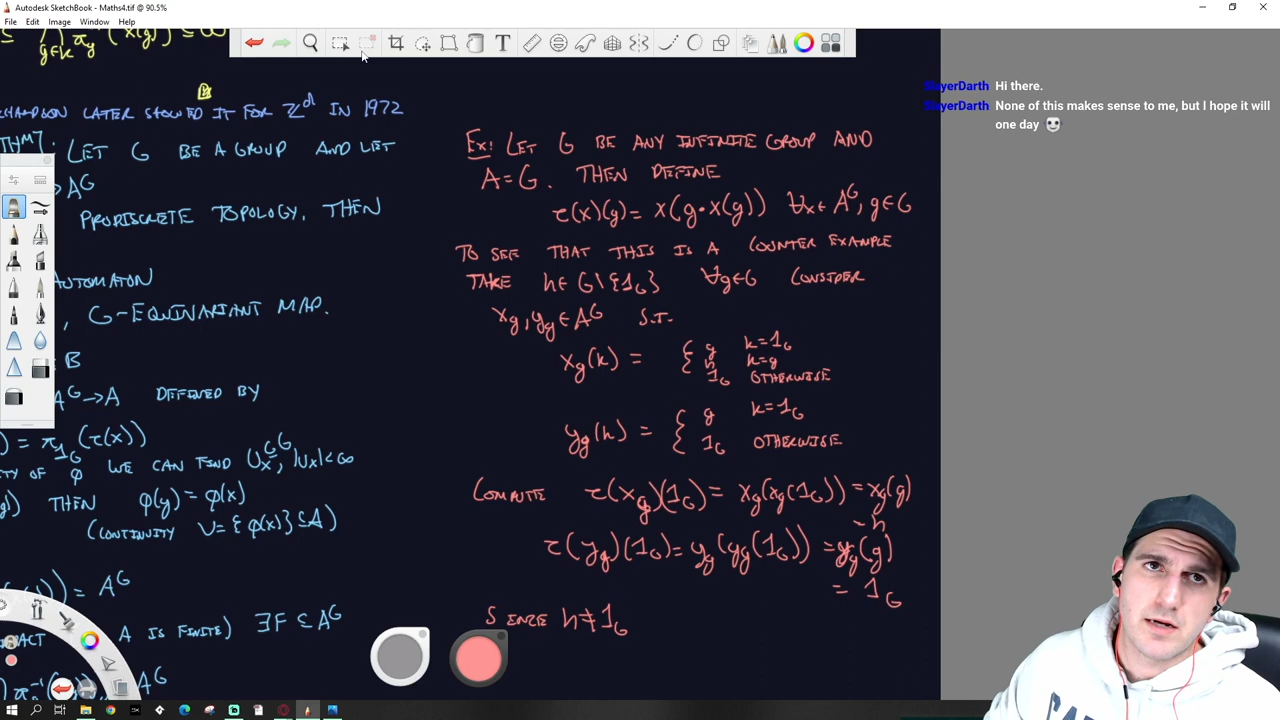 Autodesk SketchBook - Maths4.tif @ 90.5%
File Edit Image Window Help
LATER SHOWED IT FOR ℤ^d IN 1972
THM: LET G BE A GROUP AND LET
→ A^G
PRODISCRETE TOPOLOGY, THEN
AUTOMATON
, G-EQUIVARIANT MAP.
B
A^G → A DEFINED BY
) = π_{1_G}(τ(x))
OF φ WE CAN FIND
THEN φ(y) = φ(x)
(CONTINUITY V = {φ(x)} ⊆ A)
)) = A^G
A IS FINITE) ∃F ⊆ A^G
A^G
Ex: LET G BE ANY INFINITE GROUP AND
A = G. THEN DEFINE
τ(x)(g) = x(g·x(g)) ∀x∈A^G, g∈G
TO SEE THAT THIS IS A COUNTER EXAMPLE
TAKE h∈G\{1_G} ∀g∈G CONSIDER
x_g, y_g ∈ A^G S.T.
x_g(k) = { g k=1_G
h k=g
1_G OTHERWISE
y_g(k) = { g k=1_G
1_G OTHERWISE
COMPUTE τ(x_g)(1_G) = x_g(x_g(1_G)) = x_g(g)
= h
τ(y_g)(1_G) = y_g(y_g(1_G)) = y_g(g)
= 1_G
SINCE h≠1_G
SlayerDarth Hi there.
SlayerDarth None of this makes sense to me, but I hope it will
one day